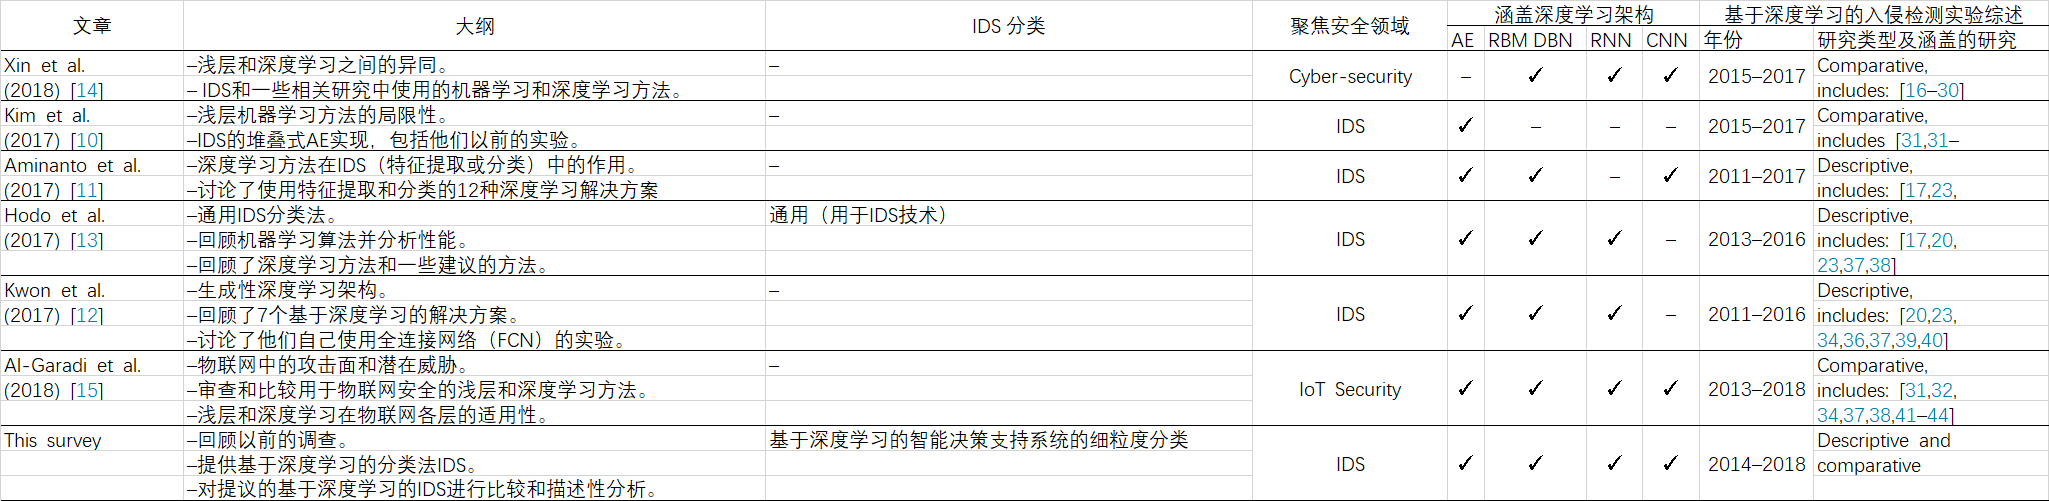 文章 大纲 IDS 分类 聚焦安全领域 涵盖深度学习架构 基于深度学习的入侵检测实验综述
AE RBM DBN RNN CNN 年份 研究类型及涵盖的研究
Xin et al. –浅层和深度学习之间的异同。 – Comparative,
(2018) [14] – IDS和一些相关研究中使用的机器学习和深度学习方法。 Cyber-security – ✓ ✓ ✓ 2015–2017 includes: [16–30]
Kim et al. –浅层机器学习方法的局限性。 – Comparative,
(2017) [10] –IDS的堆叠式AE实现，包括他们以前的实验。 IDS ✓ – – – 2015–2017 includes [31,31–
Aminanto et al. –深度学习方法在IDS（特征提取或分类）中的作用。 – Descriptive,
(2017) [11] –讨论了使用特征提取和分类的12种深度学习解决方案 IDS ✓ ✓ – ✓ 2011–2017 includes: [17,23,
Hodo et al. –通用IDS分类法。 通用（用于IDS技术） Descriptive,
(2017) [13] –回顾机器学习算法并分析性能。 IDS ✓ ✓ ✓ – 2013–2016 includes: [17,20,
–回顾了深度学习方法和一些建议的方法。 23,37,38]
Kwon et al. –生成性深度学习架构。 – Descriptive,
(2017) [12] –回顾了7个基于深度学习的解决方案。 IDS ✓ ✓ ✓ – 2011–2016 includes: [20,23,
–讨论了他们自己使用全连接网络（FCN）的实验。 34,36,37,39,40]
Al-Garadi et al. –物联网中的攻击面和潜在威胁。 – Comparative,
(2018) [15] –审查和比较用于物联网安全的浅层和深度学习方法。 IoT Security ✓ ✓ ✓ ✓ 2013–2018 includes: [31,32,
–浅层和深度学习在物联网各层的适用性。 34,37,38,41–44]
This survey –回顾以前的调查。 基于深度学习的智能决策支持系统的细粒度分类 Descriptive and
–提供基于深度学习的分类法IDS。 IDS ✓ ✓ ✓ ✓ 2014–2018 comparative
–对提议的基于深度学习的IDS进行比较和描述性分析。